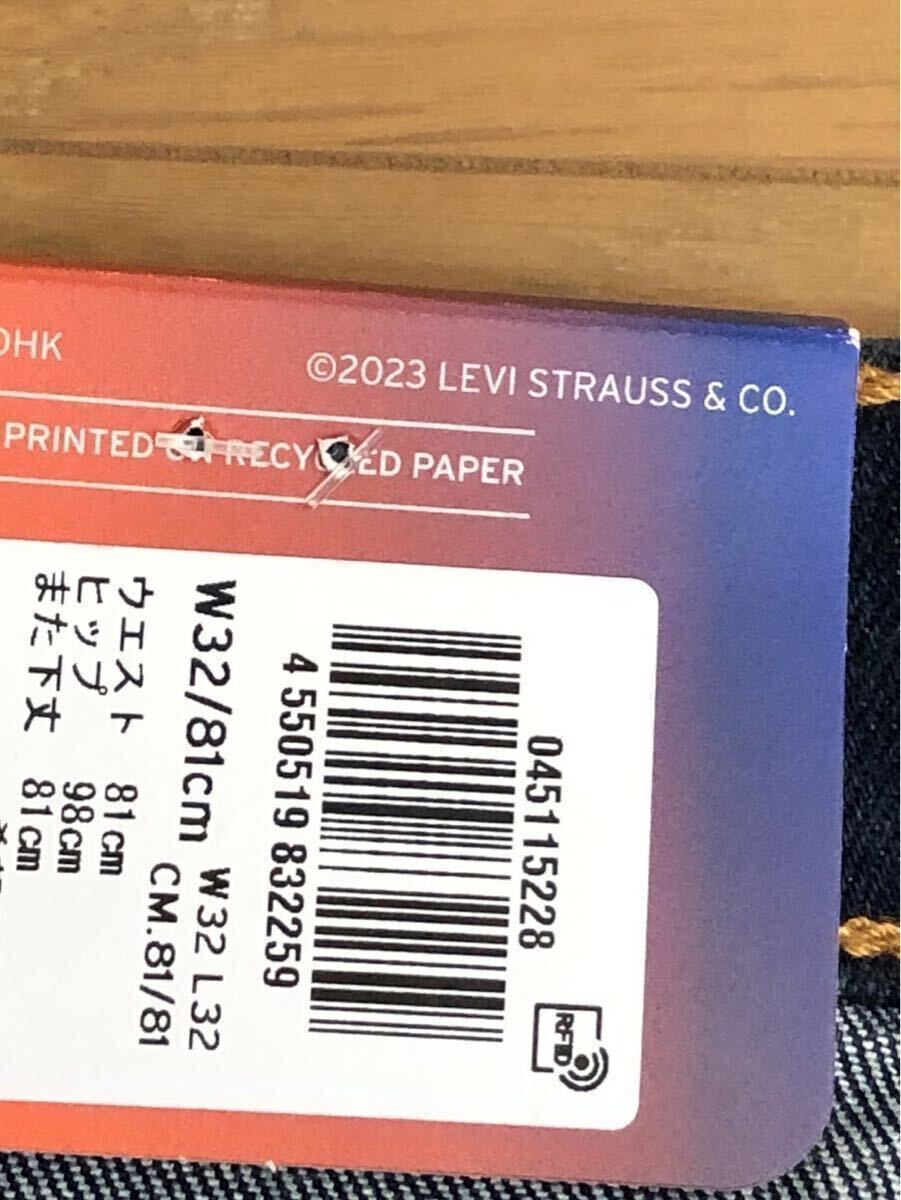 DHK
©2023 LEVI STRAUSS & CO.
PRINTED ON RECYCLED PAPER
045115228
4 550519 832259
RFID
W32/81cm W32 L32
CM.81/81
ウエスト 81cm
ヒップ 98cm
また下丈 81cm